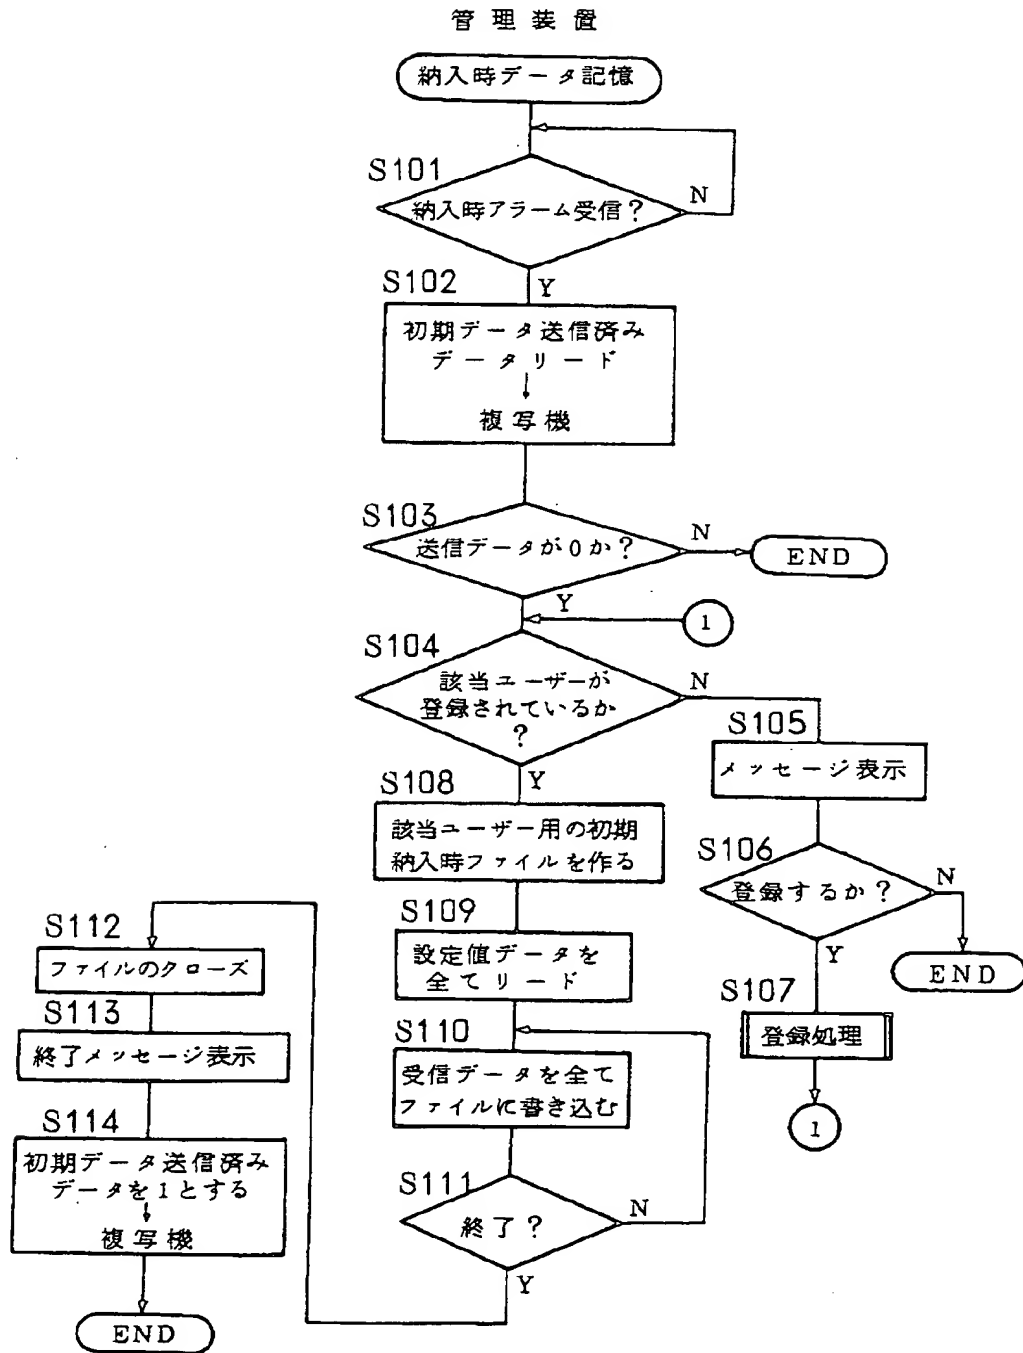 管理装置
納入時データ記憶
S101
納入時アラーム受信?
N
Y
S102
初期データ送信済み
データリード
複写機
S103
送信データが0か?
N
END
Y
1
S104
該当ユーザーが
登録されているか
?
N
Y
S105
メッセージ表示
S106
登録するか?
N
END
Y
S107
登録処理
1
S108
該当ユーザー用の初期
納入時ファイルを作る
S109
設定値データを
全てリード
S110
受信データを全て
ファイルに書き込む
S111
終了?
N
Y
S112
ファイルのクローズ
S113
終了メッセージ表示
S114
初期データ送信済み
データを1とする
複写機
END